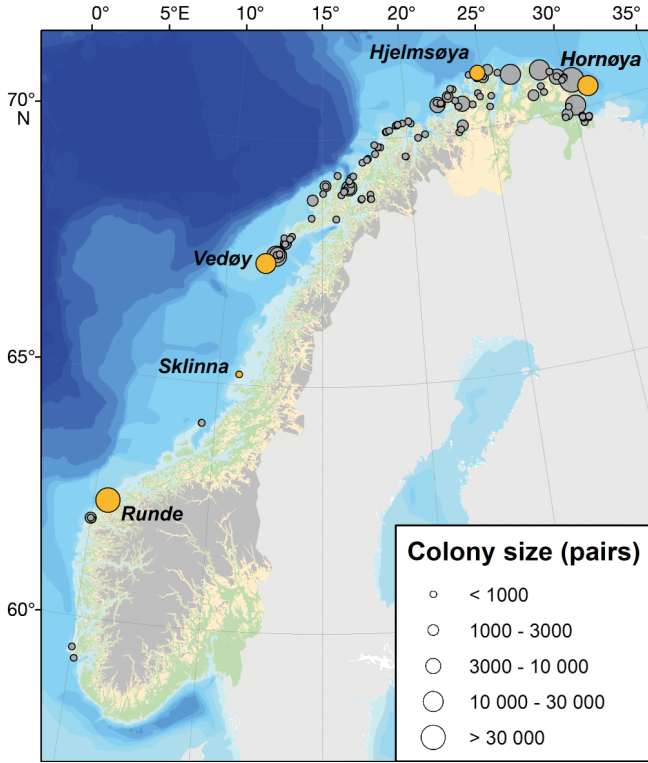 0° 5°E 10° 15° 20° 25° 30° 35°
Hjelmsøya
Hornøya
70°
N
Vedøy
65°
Sklinna
Runde
60°
Colony size (pairs)
< 1000
1000 - 3000
3000 - 10 000
10 000 - 30 000
> 30 000